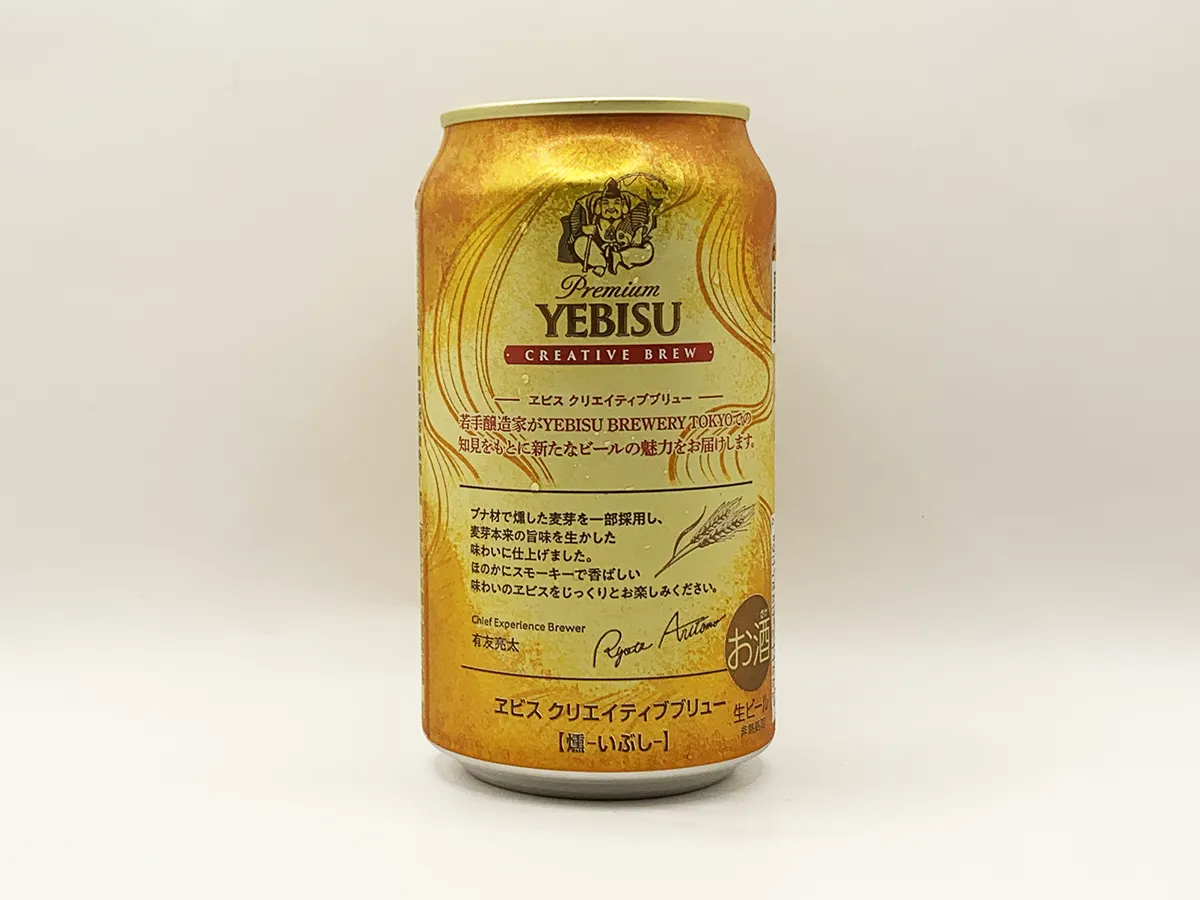 Premium
YEBISU
CREATIVE BREW
ヱビス クリエイティブブリュー
若手醸造家がYEBISU BREWERY TOKYOでの
知見をもとに新たなビールの魅力をお届けします。
ブナ材で燻した麦芽を一部採用し、
麦芽本来の旨味を生かした
味わいに仕上げました。
ほのかにスモーキーで香ばしい
味わいのヱビスをじっくりとお楽しみください。
Chief Experience Brewer
有友亮太
Ryota Aritomo
お酒
ヱビス クリエイティブブリュー
【燻-いぶし-】
生ビール
非熱処理